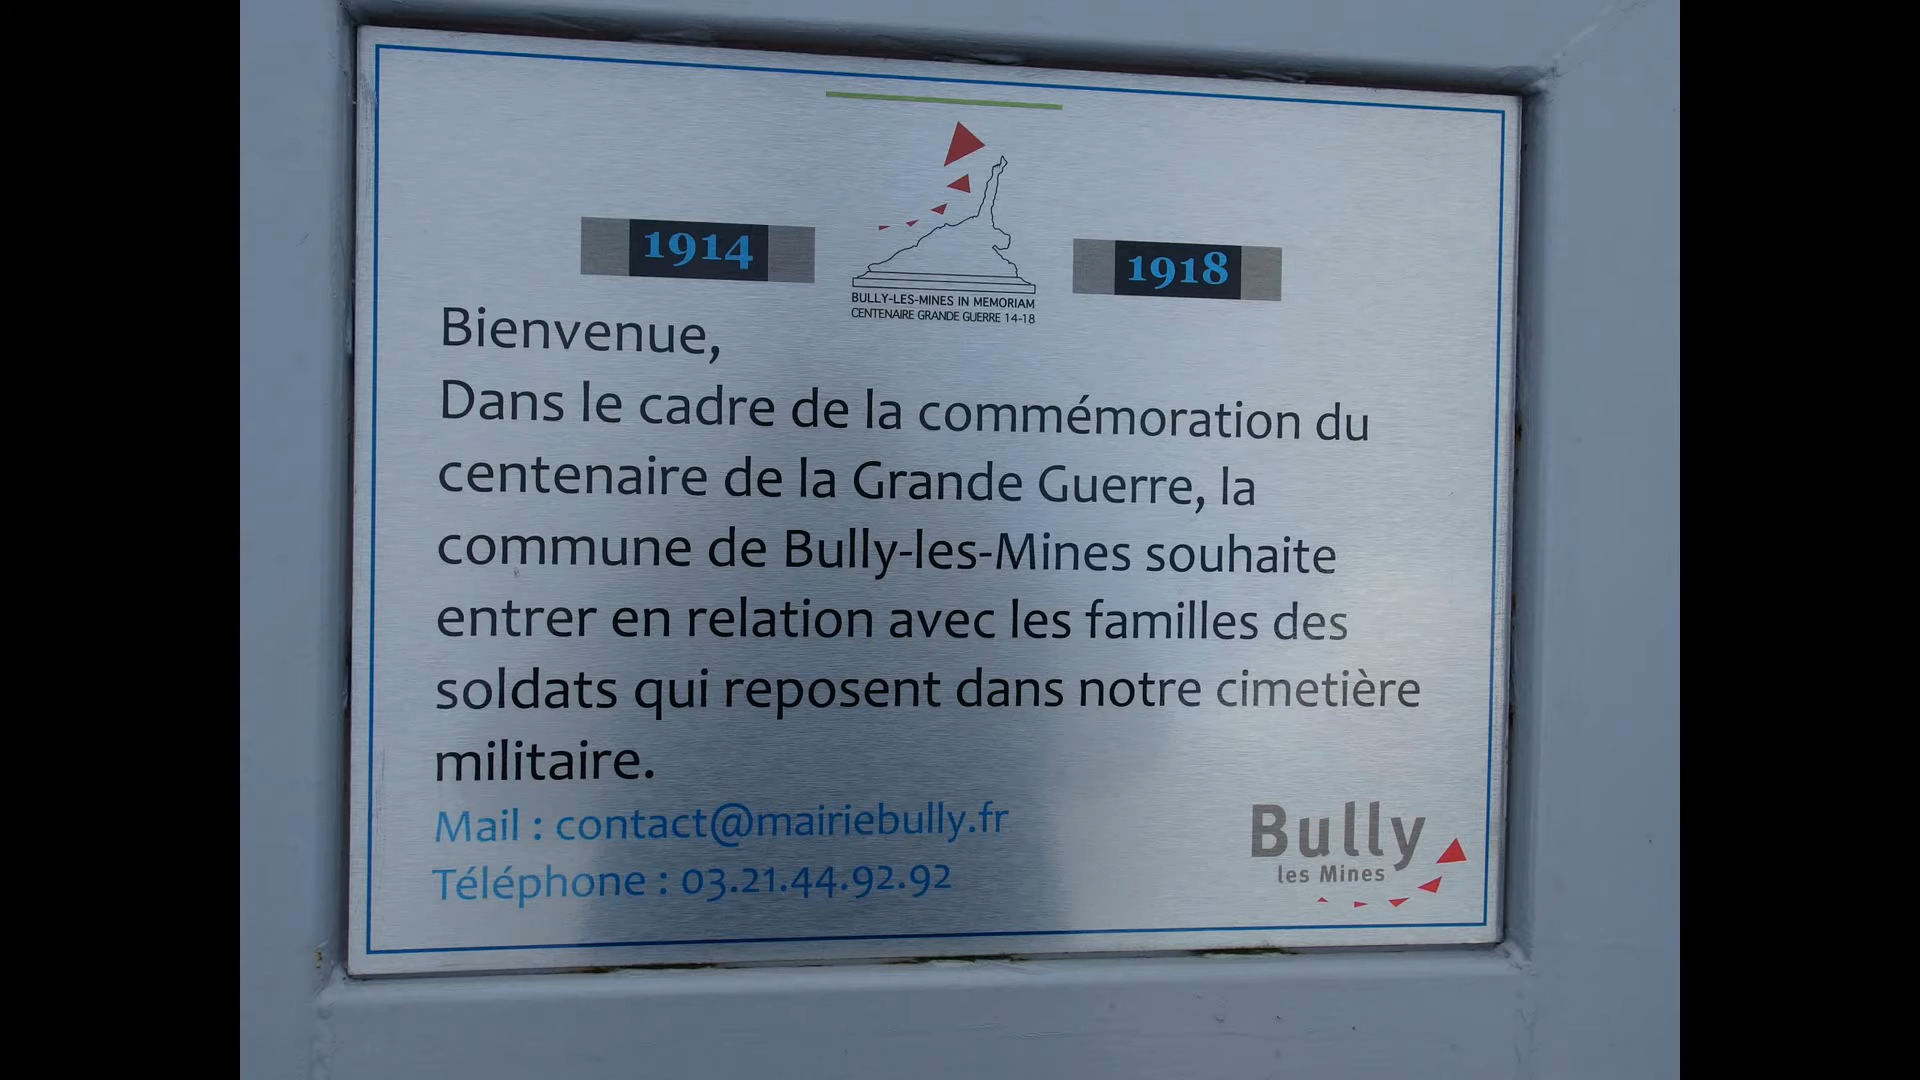 1914
1918
BULLY-LES-MINES IN MEMORIAM
CENTENAIRE GRANDE GUERRE 14-18
Bienvenue,
Dans le cadre de la commémoration du
centenaire de la Grande Guerre, la
commune de Bully-les-Mines souhaite
entrer en relation avec les familles des
soldats qui reposent dans notre cimetière
militaire.
Mail : contact@mairiebully.fr
Téléphone : 03.21.44.92.92
Bully
les Mines